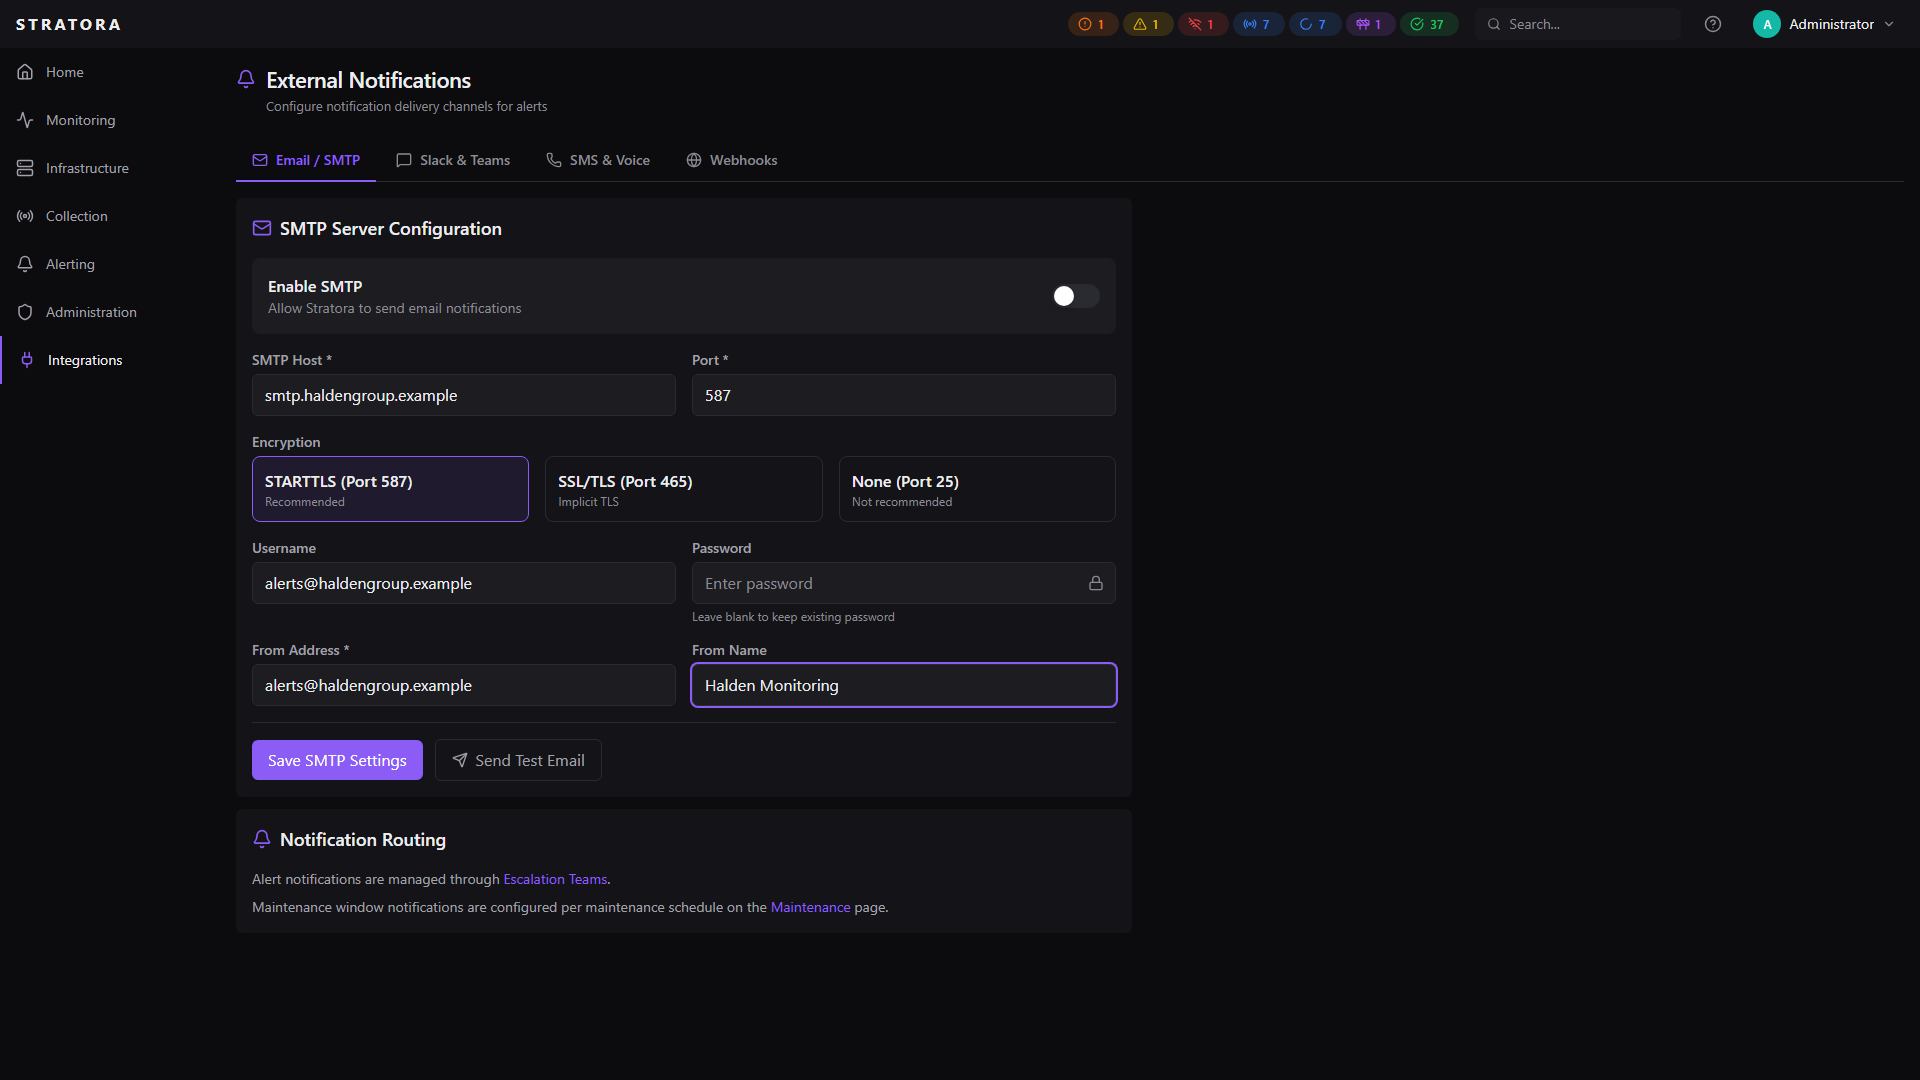 STRATORA
1 1 1 7 7 1 37
Search...
A Administrator
Home
Monitoring
Infrastructure
Collection
Alerting
Administration
Integrations
External Notifications
Configure notification delivery channels for alerts
Email / SMTP Slack & Teams SMS & Voice Webhooks
SMTP Server Configuration
Enable SMTP
Allow Stratora to send email notifications
SMTP Host * Port *
smtp.haldengroup.example 587
Encryption
STARTTLS (Port 587) SSL/TLS (Port 465) None (Port 25)
Recommended Implicit TLS Not recommended
Username Password
alerts@haldengroup.example Enter password
Leave blank to keep existing password
From Address * From Name
alerts@haldengroup.example Halden Monitoring
Save SMTP Settings Send Test Email
Notification Routing
Alert notifications are managed through Escalation Teams.
Maintenance window notifications are configured per maintenance schedule on the Maintenance page.